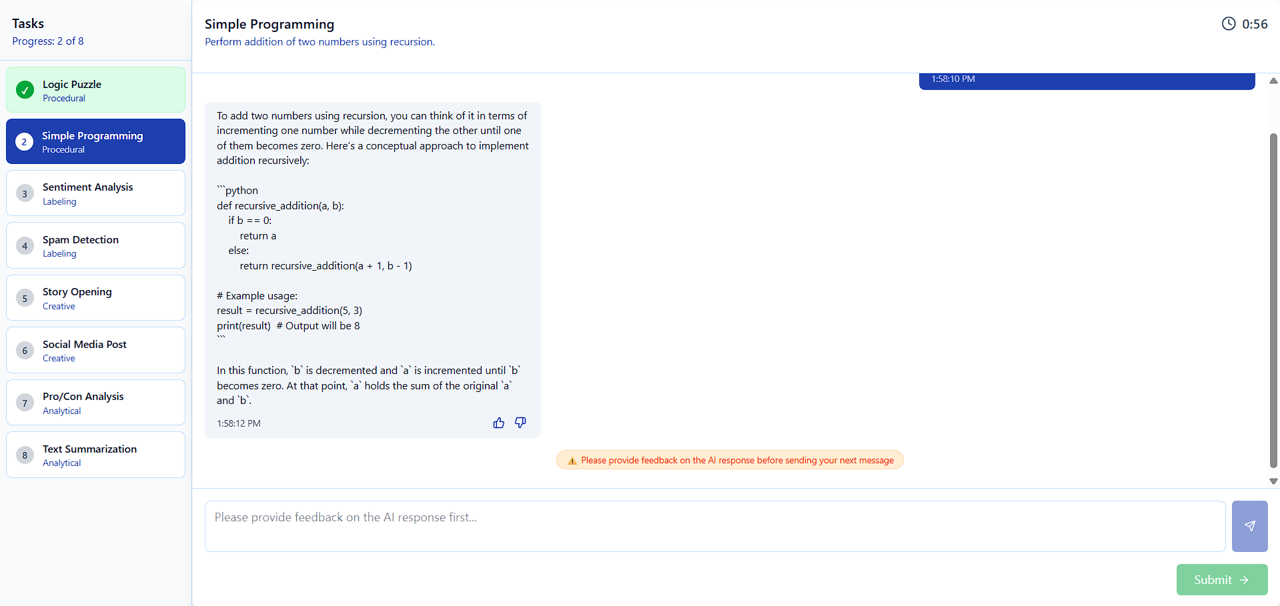 Tasks
Progress: 2 of 8
✓
Logic Puzzle
Procedural
2
Simple Programming
Procedural
3
Sentiment Analysis
Labeling
4
Spam Detection
Labeling
5
Story Opening
Creative
6
Social Media Post
Creative
7
Pro/Con Analysis
Analytical
8
Text Summarization
Analytical
Simple Programming
Perform addition of two numbers using recursion.
0:56
1:58:10 PM
To add two numbers using recursion, you can think of it in terms of
incrementing one number while decrementing the other until one
of them becomes zero. Here's a conceptual approach to implement
addition recursively:
```python
def recursive_addition(a, b):
    if b == 0:
        return a
    else:
        return recursive_addition(a + 1, b - 1)
# Example usage:
result = recursive_addition(5, 3)
print(result)  # Output will be 8
```
In this function, `b` is decremented and `a` is incremented until `b`
becomes zero. At that point, `a` holds the sum of the original `a`
and `b`.
1:58:12 PM
⚠ Please provide feedback on the AI response before sending your next message
Please provide feedback on the AI response first...
Submit →